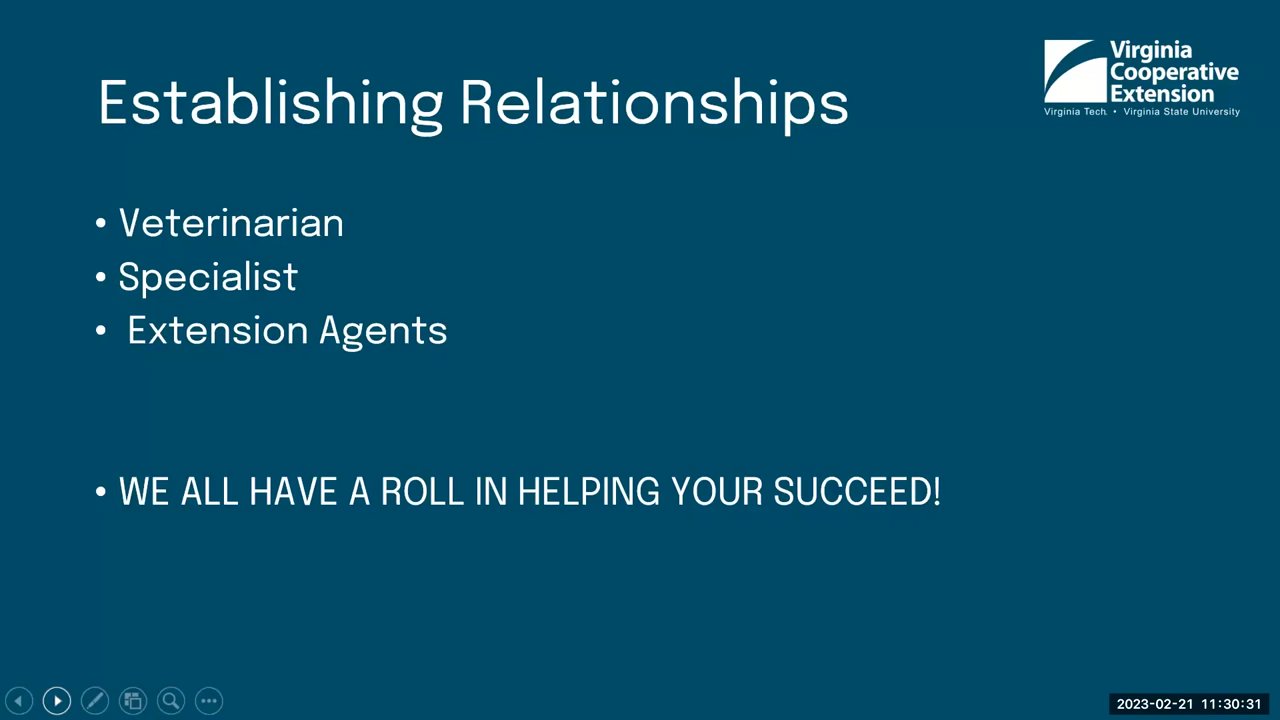 Establishing Relationships
Virginia
Cooperative
Extension
Virginia Tech. • Virginia State University
• Veterinarian
• Specialist
• Extension Agents
• WE ALL HAVE A ROLL IN HELPING YOUR SUCCEED!
2023-02-21 11:30:31